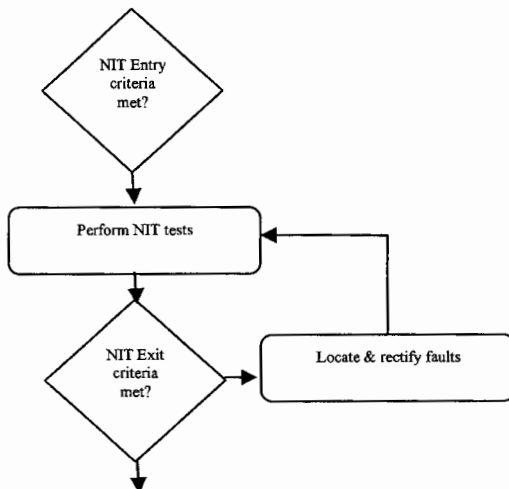 NIT Entry
criteria
met?
Perform NIT tests
NIT Exit
criteria
met?
Locate & rectify faults